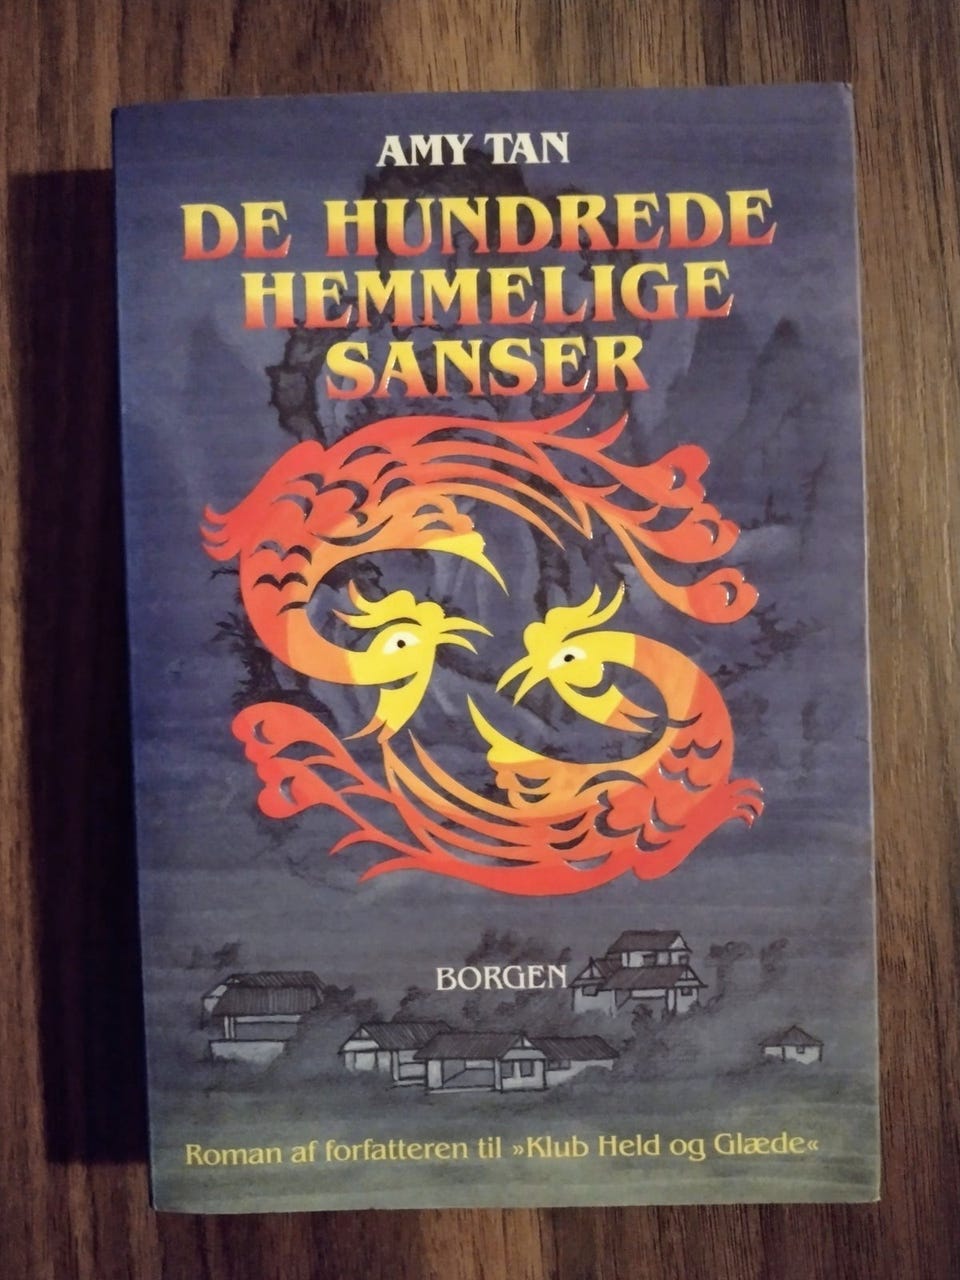 AMY TAN
DE HUNDREDE
HEMMELIGE
SANSER
BORGEN
Roman af forfatteren til »Klub Held og Glæde«